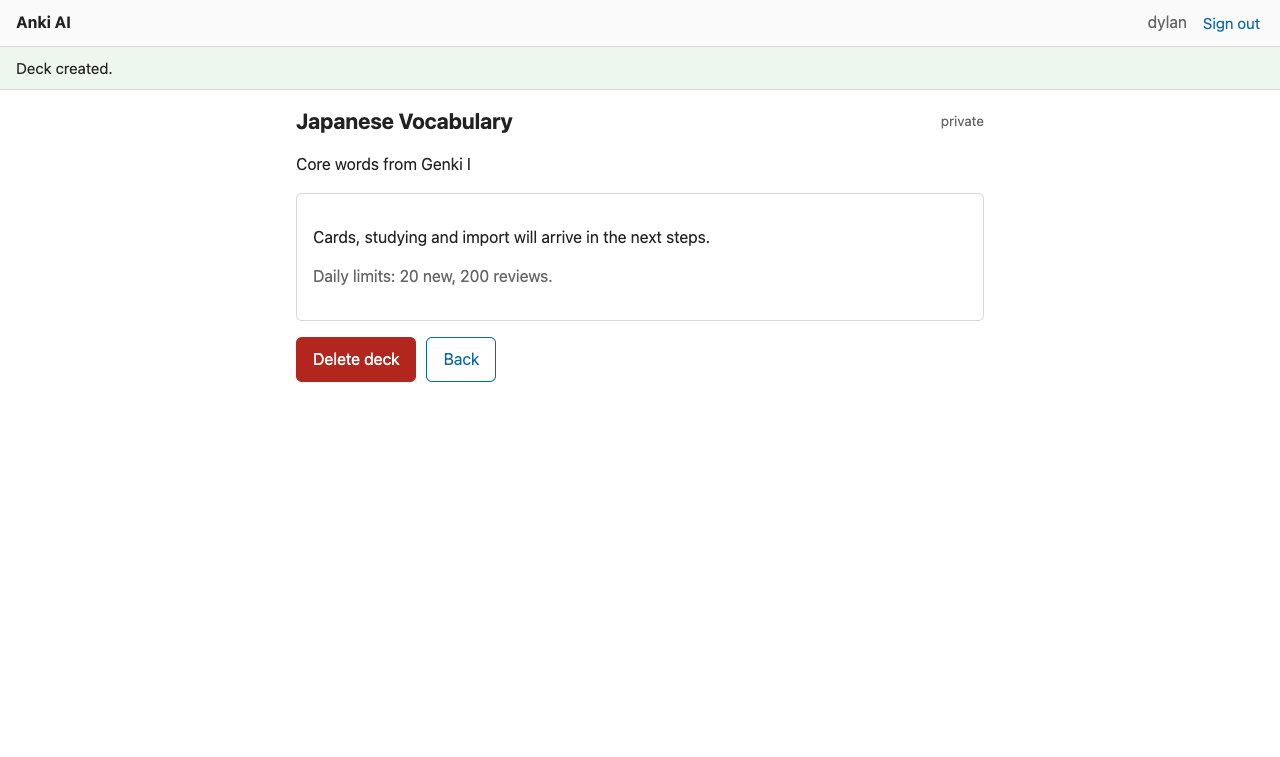 Anki AI
dylan
Sign out
Deck created.
Japanese Vocabulary
private
Core words from Genki I
Cards, studying and import will arrive in the next steps.
Daily limits: 20 new, 200 reviews.
Delete deck
Back